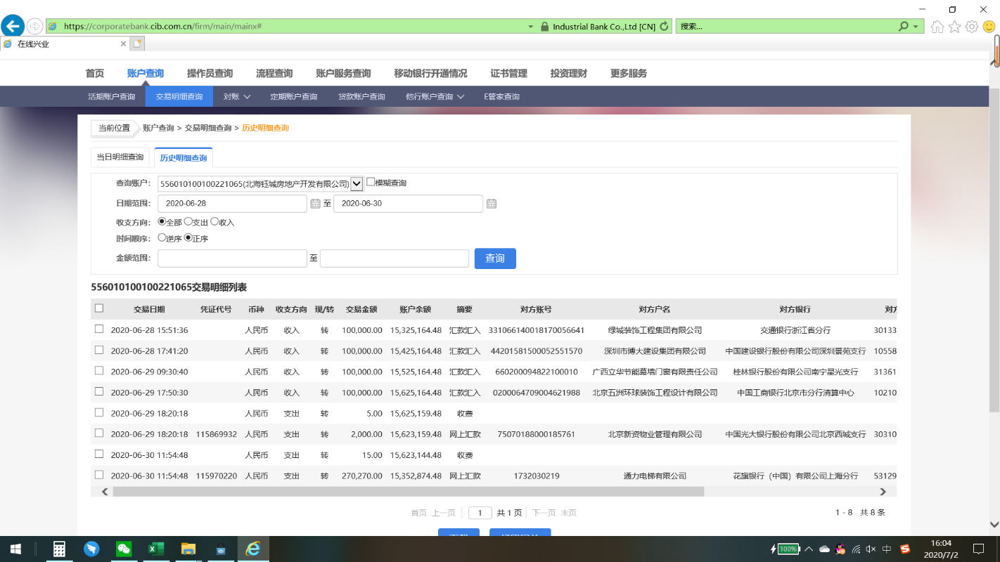 https://corporatebank.cib.com.cn/firm/main/mainx#
Industrial Bank Co.,Ltd [CN]
搜索...
在线兴业
首页 账户查询 操作员查询 流程查询 账户服务查询 移动银行开通情况 证书管理 投资理财 更多服务
活期账户查询 交易明细查询 对账 定期账户查询 贷款账户查询 他行账户查询 E管家查询
当前位置 账户查询 > 交易明细查询 > 历史明细查询
当日明细查询 历史明细查询
查询账户: 556010100100221065(北海钰城房地产开发有限公司) 模糊查询
日期范围: 2020-06-28 至 2020-06-30
收支方向: 全部 支出 收入
时间顺序: 逆序 正序
金额范围: 至 查询
556010100100221065交易明细列表
交易日期 凭证代号 币种 收支方向 现/转 交易金额 账户余额 摘要 对方账号 对方户名 对方银行
2020-06-28 15:51:36 人民币 收入 转 100,000.00 15,325,164.48 汇款汇入 331066140018170056641 绿城装饰工程集团有限公司 交通银行浙江省分行 30133
2020-06-28 17:41:20 人民币 收入 转 100,000.00 15,425,164.48 汇款汇入 44201581500052551570 深圳市博大建设集团有限公司 中国建设银行股份有限公司深圳景苑支行 10558
2020-06-29 09:30:40 人民币 收入 转 100,000.00 15,525,164.48 汇款汇入 660200094822100010 广西立华节能幕墙门窗有限责任公司 桂林银行股份有限公司南宁星光支行 31361
2020-06-29 17:50:30 人民币 收入 转 100,000.00 15,625,164.48 汇款汇入 0200064709004621988 北京五洲环球装饰工程设计有限公司 中国工商银行北京市分行清算中心 10210
2020-06-29 18:20:18 人民币 支出 转 5.00 15,625,159.48 收费
2020-06-29 18:20:18 115869932 人民币 支出 转 2,000.00 15,623,159.48 网上汇款 75070188000185761 北京新资物业管理有限公司 中国光大银行股份有限公司北京西城支行 30310
2020-06-30 11:54:48 人民币 支出 转 15.00 15,623,144.48 收费
2020-06-30 11:54:48 115970220 人民币 支出 转 270,270.00 15,352,874.48 网上汇款 1732030219 通力电梯有限公司 花旗银行（中国）有限公司上海分行 53129
首页 上一页 1 共 1 页 下一页 末页 1 - 8 共 8 条
100% 中 16:04
2020/7/2